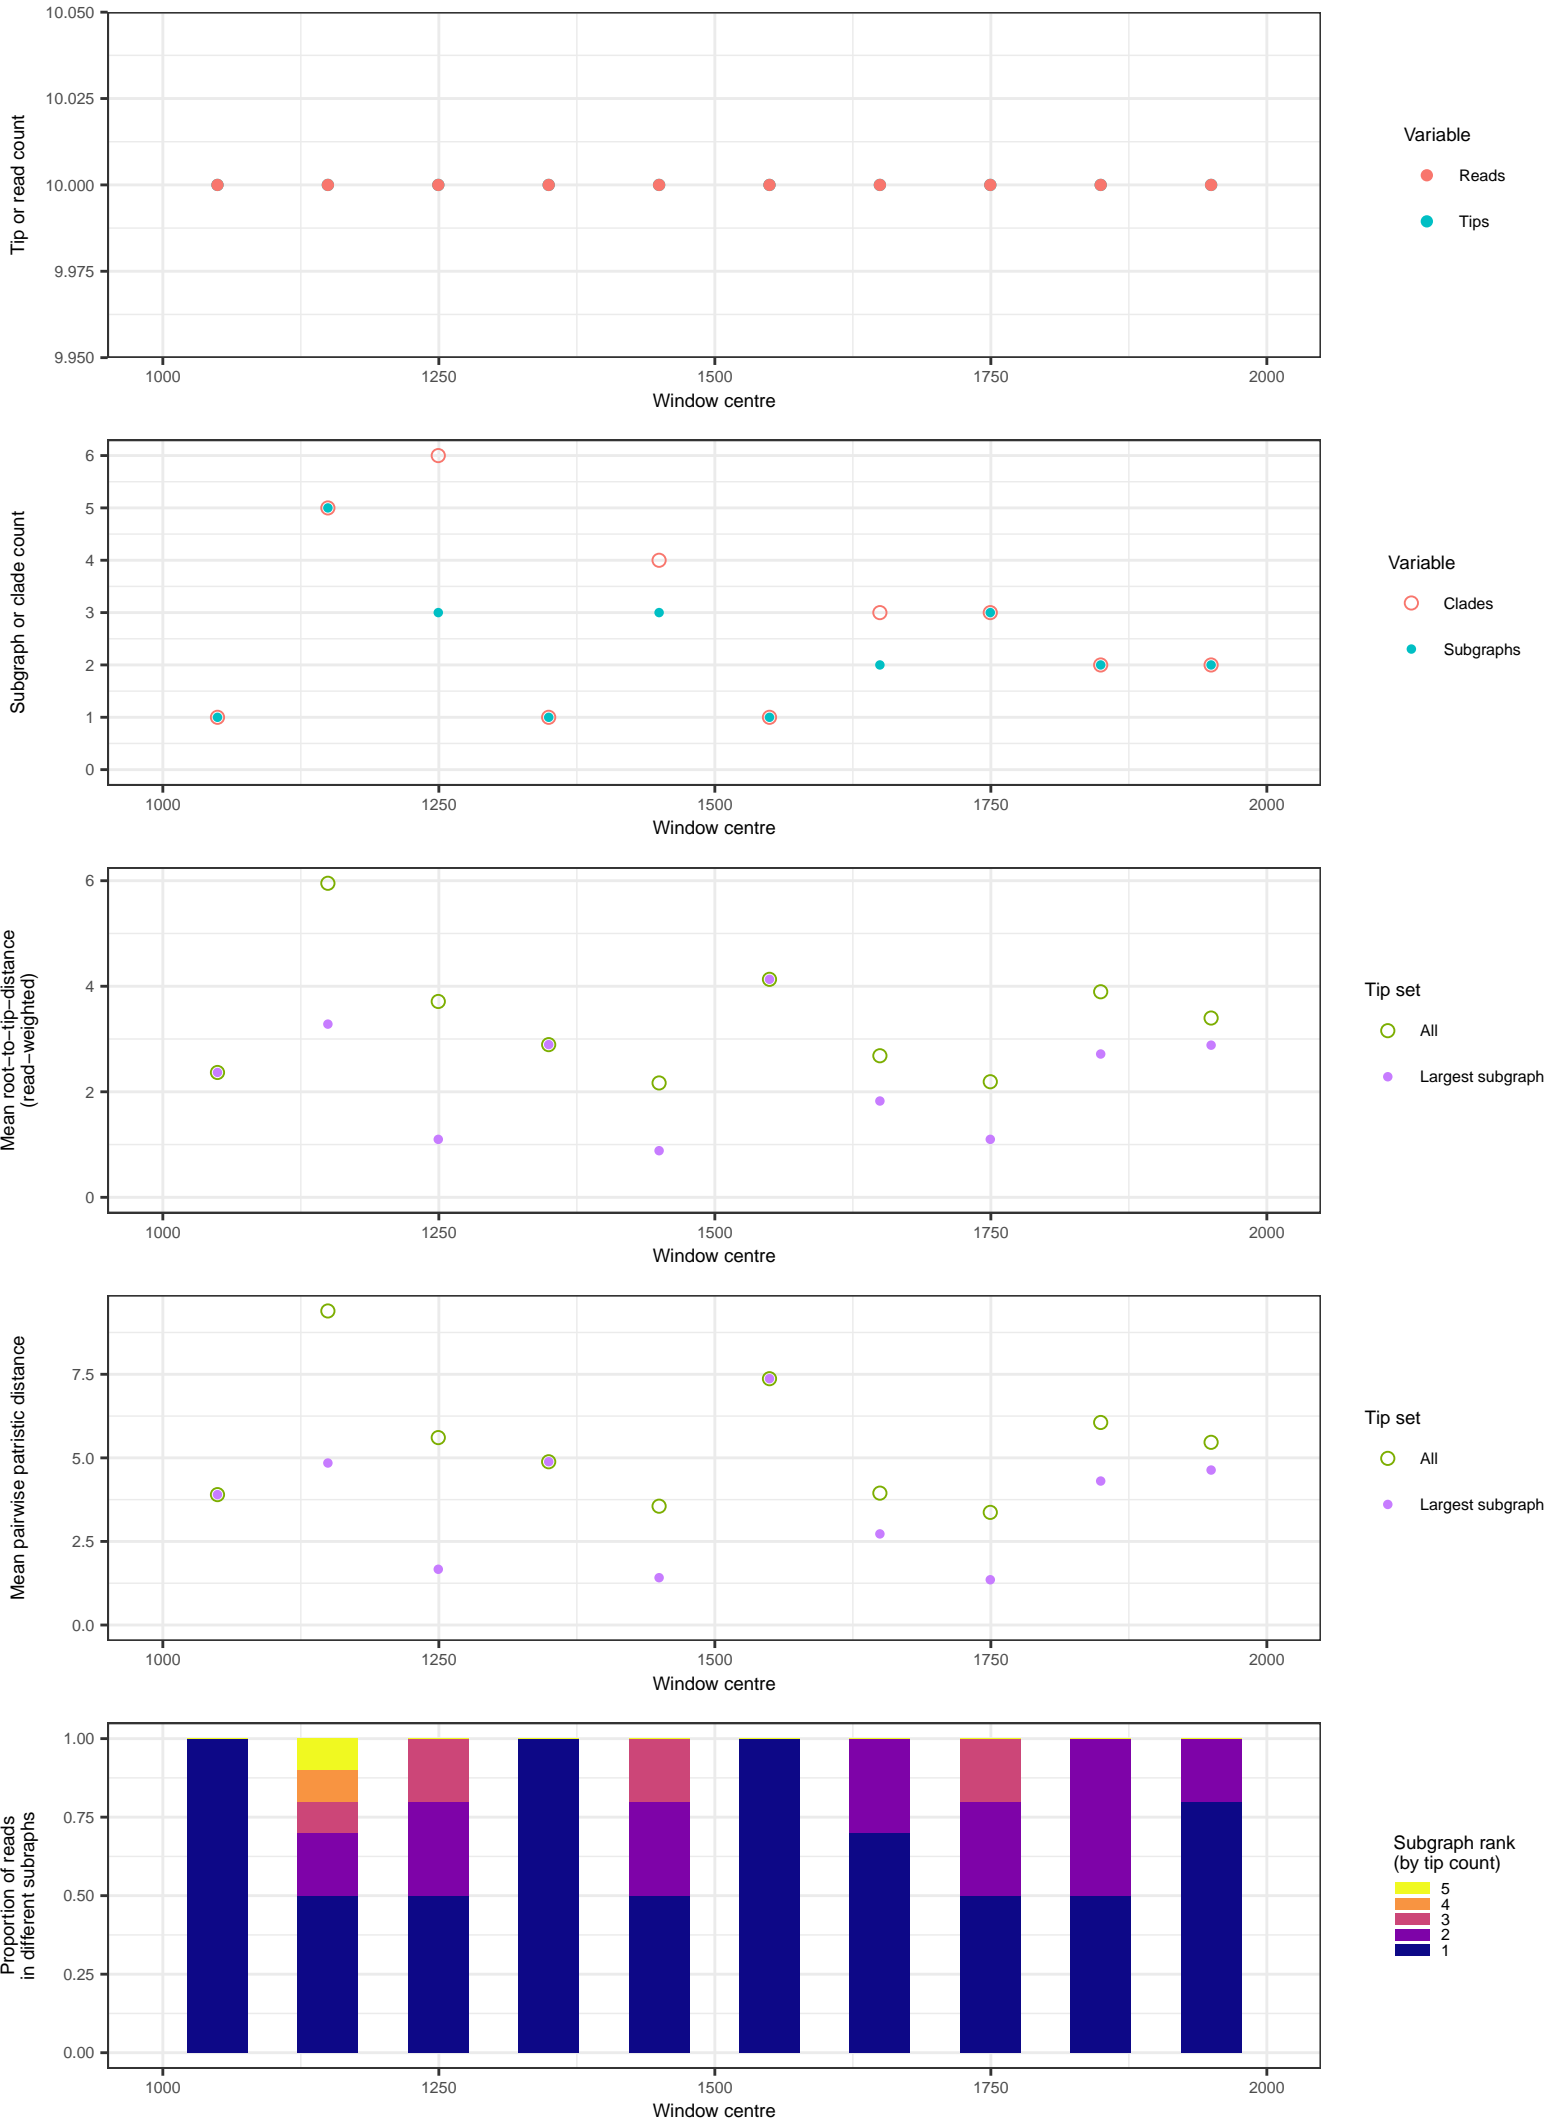 10.050
10.025
10.000
9.975
9.950
Tip or read count
1000 1250 1500 1750 2000
Window centre
Variable
Reads
Tips
6
5
4
3
2
1
0
Subgraph or clade count
1000 1250 1500 1750 2000
Window centre
Variable
Clades
Subgraphs
6
4
2
0
Mean root−to−tip−distance
(read−weighted)
1000 1250 1500 1750 2000
Window centre
Tip set
All
Largest subgraph
7.5
5.0
2.5
0.0
Mean pairwise patristic distance
1000 1250 1500 1750 2000
Window centre
Tip set
All
Largest subgraph
1.00
0.75
0.50
0.25
0.00
Proportion of reads
in different subraphs
1000 1250 1500 1750 2000
Window centre
Subgraph rank
(by tip count)
5
4
3
2
1